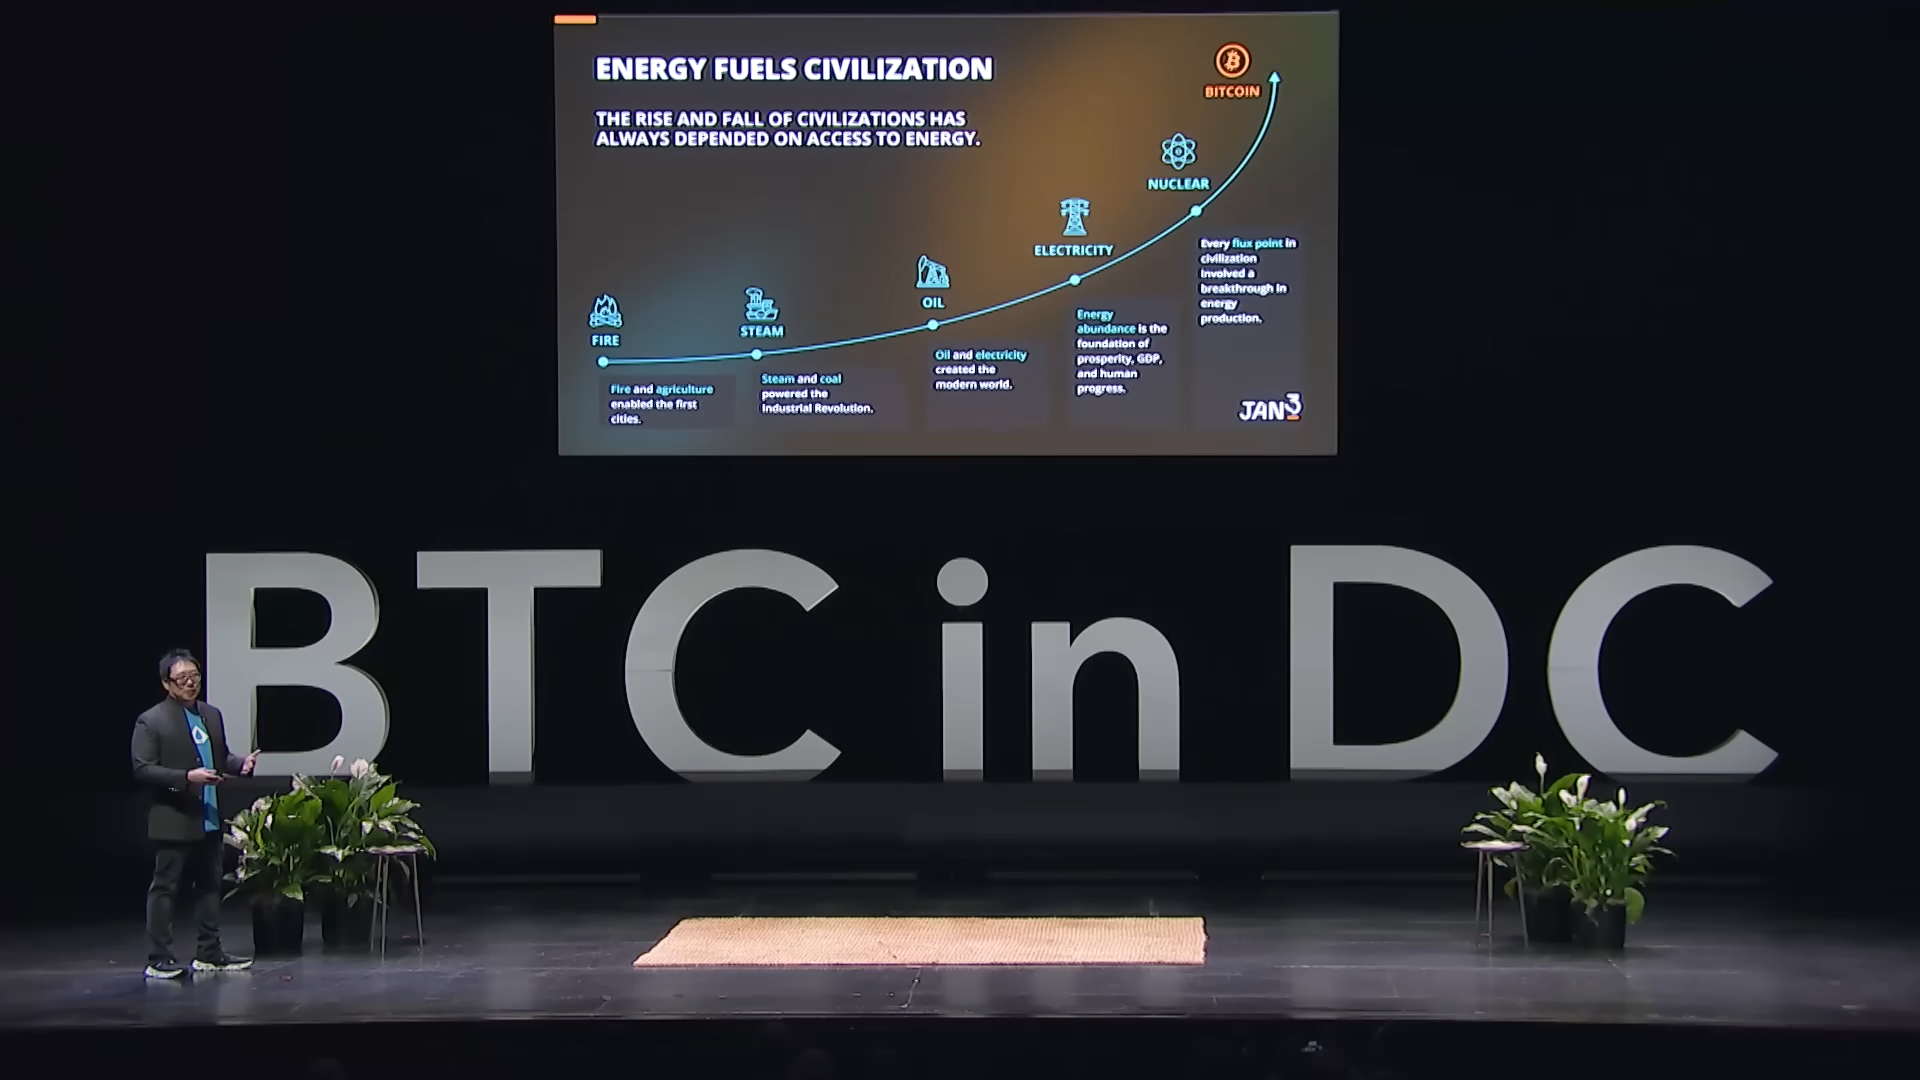 ENERGY FUELS CIVILIZATION
THE RISE AND FALL OF CIVILIZATIONS HAS
ALWAYS DEPENDED ON ACCESS TO ENERGY.
BITCOIN
NUCLEAR
ELECTRICITY
OIL
STEAM
FIRE
Fire and agriculture
enabled the first
cities.
Steam and coal
powered the
Industrial Revolution.
Oil and electricity
created the
modern world.
Energy
abundance is the
foundation of
prosperity, GDP,
and human
progress.
Every flux point in
civilization
involved a
breakthrough in
energy
production.
JAN3
BTC in DC